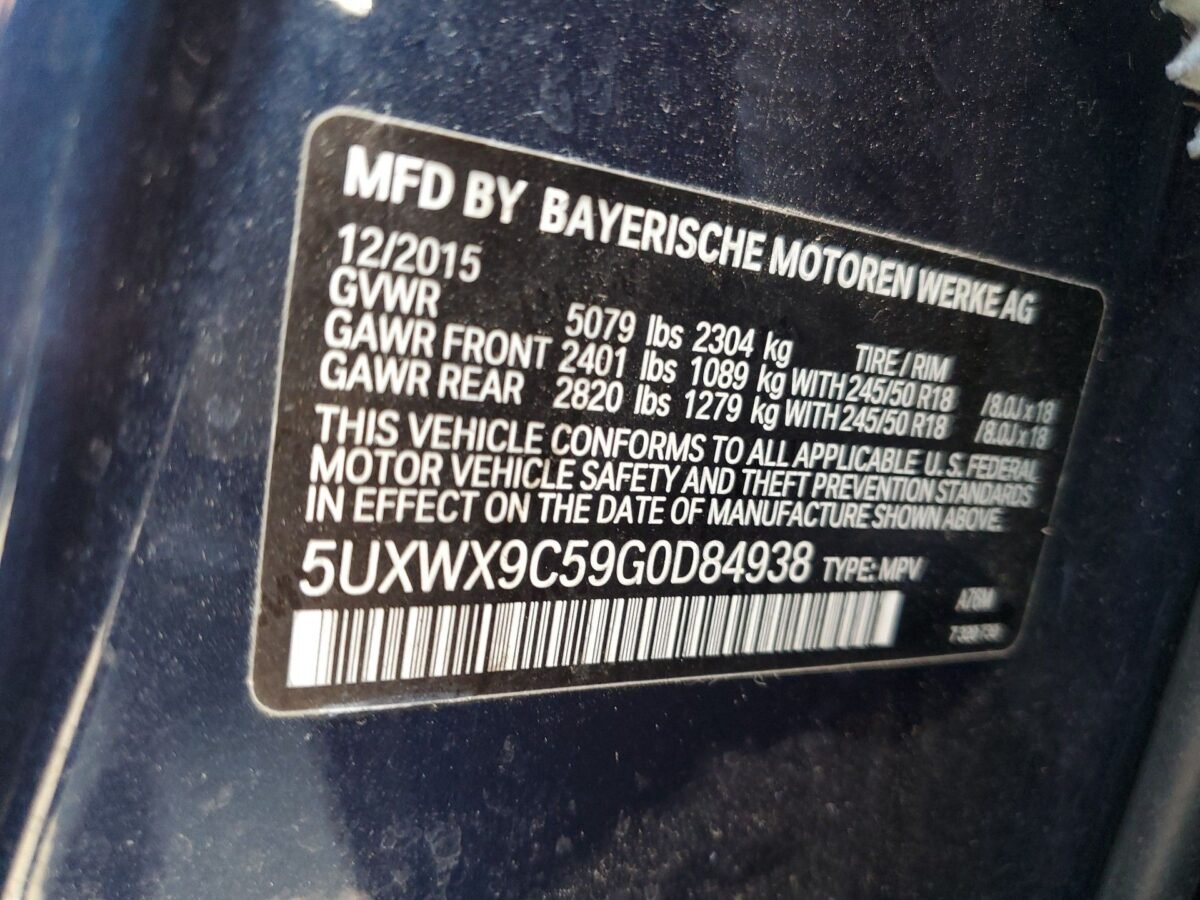 MFD BY BAYERISCHE MOTOREN WERKE AG
12/2015
GVWR 5079 lbs 2304 kg TIRE / RIM
GAWR FRONT 2401 lbs 1089 kg WITH 245/50 R18 /8.0J x 18
GAWR REAR 2820 lbs 1279 kg WITH 245/50 R18 /8.0J x 18
THIS VEHICLE CONFORMS TO ALL APPLICABLE U.S. FEDERAL
MOTOR VEHICLE SAFETY AND THEFT PREVENTION STANDARDS
IN EFFECT ON THE DATE OF MANUFACTURE SHOWN ABOVE.
5UXWX9C59G0D84938 TYPE: MPV